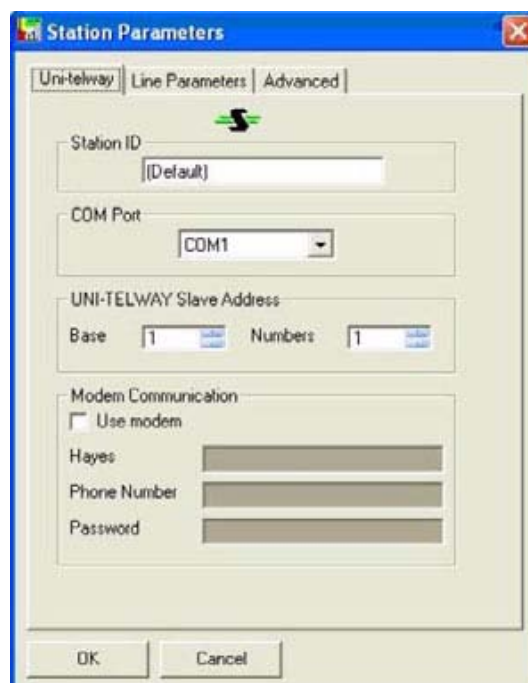 Station Parameters
Uni-telway Line Parameters Advanced
Station ID
(Default)
COM Port
COM1
UNI-TELWAY Slave Address
Base 1 Numbers 1
Modem Communication
Use modem
Hayes
Phone Number
Password
OK Cancel